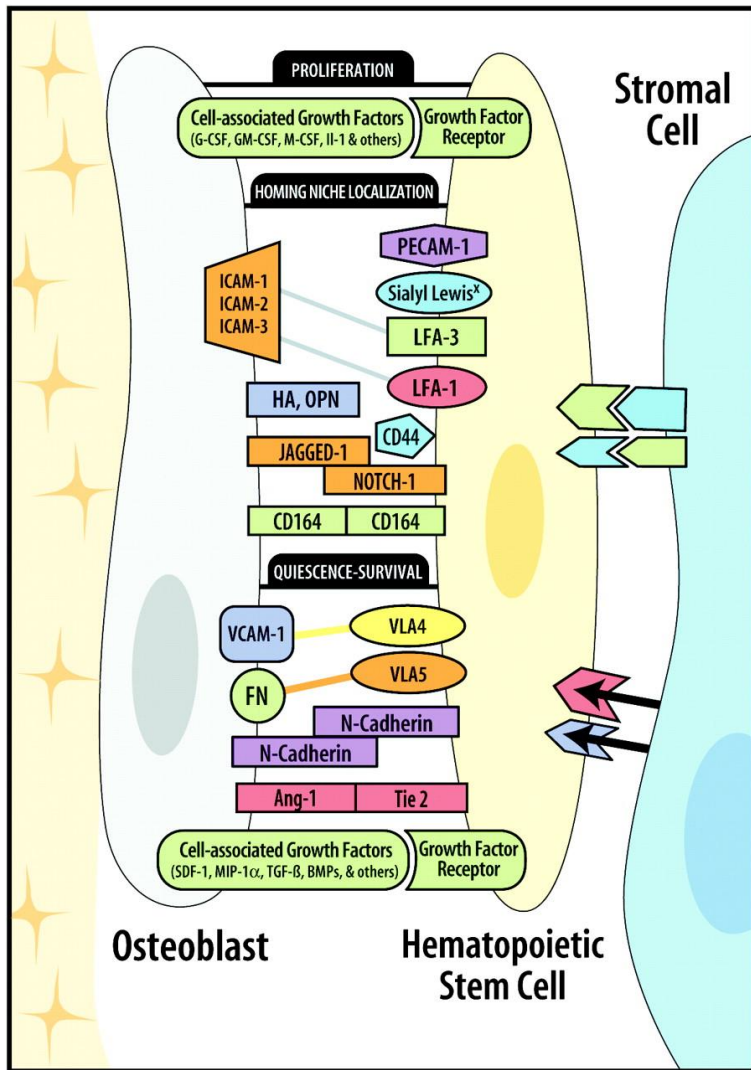 PROLIFERATION
Cell-associated Growth Factors
(G-CSF, GM-CSF, M-CSF, Il-1 & others)
Growth Factor
Receptor
Stromal
Cell
HOMING NICHE LOCALIZATION
PECAM-1
ICAM-1
ICAM-2
ICAM-3
Sialyl Lewisˣ
LFA-3
LFA-1
HA, OPN
CD44
JAGGED-1
NOTCH-1
CD164
CD164
QUIESCENCE-SURVIVAL
VCAM-1
VLA4
FN
VLA5
N-Cadherin
N-Cadherin
Ang-1
Tie 2
Cell-associated Growth Factors
(SDF-1, MIP-1α, TGF-ß, BMPs, & others)
Growth Factor
Receptor
Osteoblast
Hematopoietic
Stem Cell